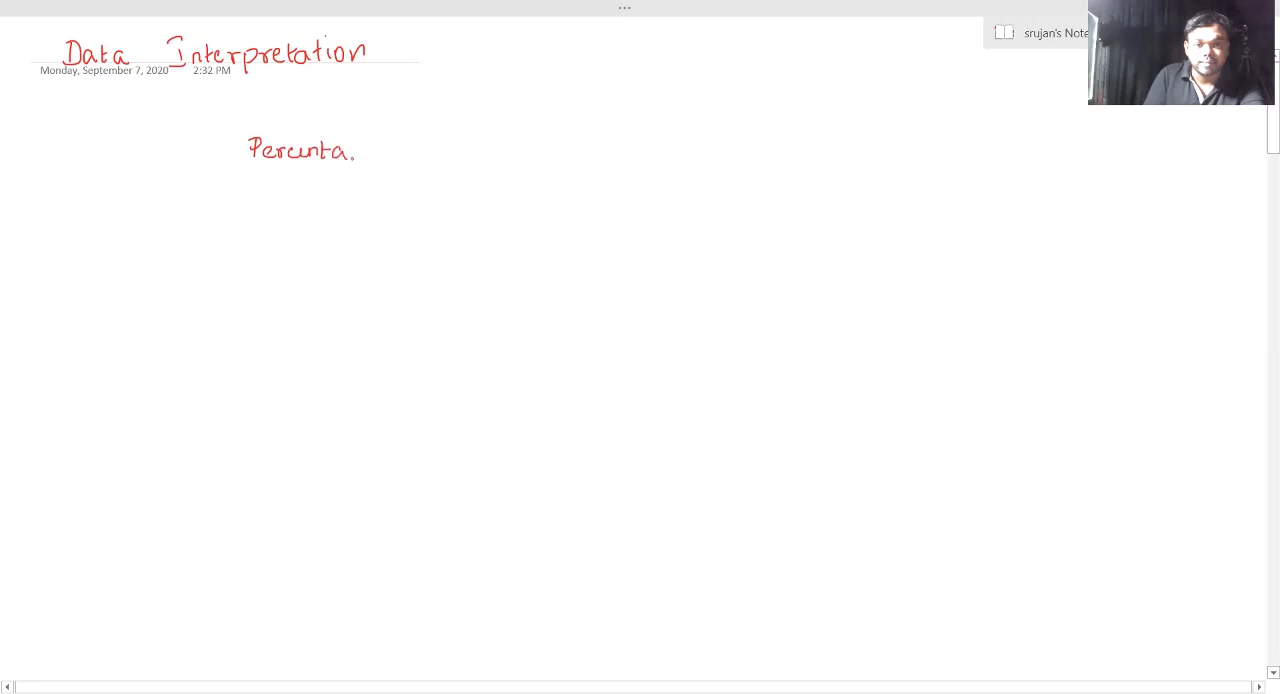 ...
srujan's Note
Data Interpretation
Monday, September 7, 2020 2:32 PM
Percenta